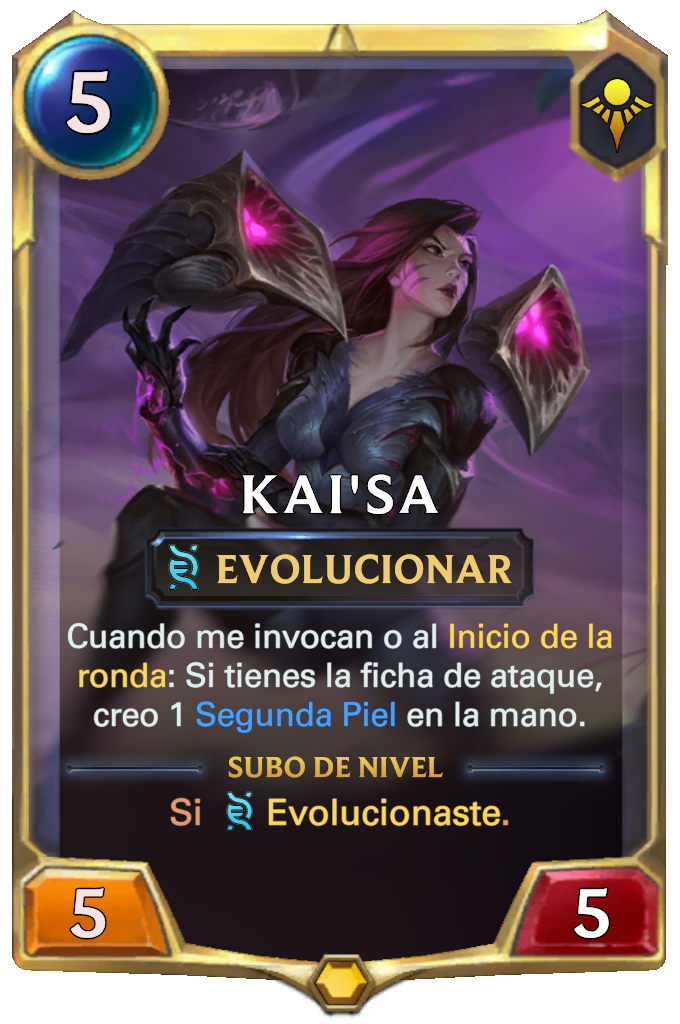 5
KAI'SA
EVOLUCIONAR
Cuando me invocan o al Inicio de la
ronda: Si tienes la ficha de ataque,
creo 1 Segunda Piel en la mano.
SUBO DE NIVEL
Si Evolucionaste.
5
5